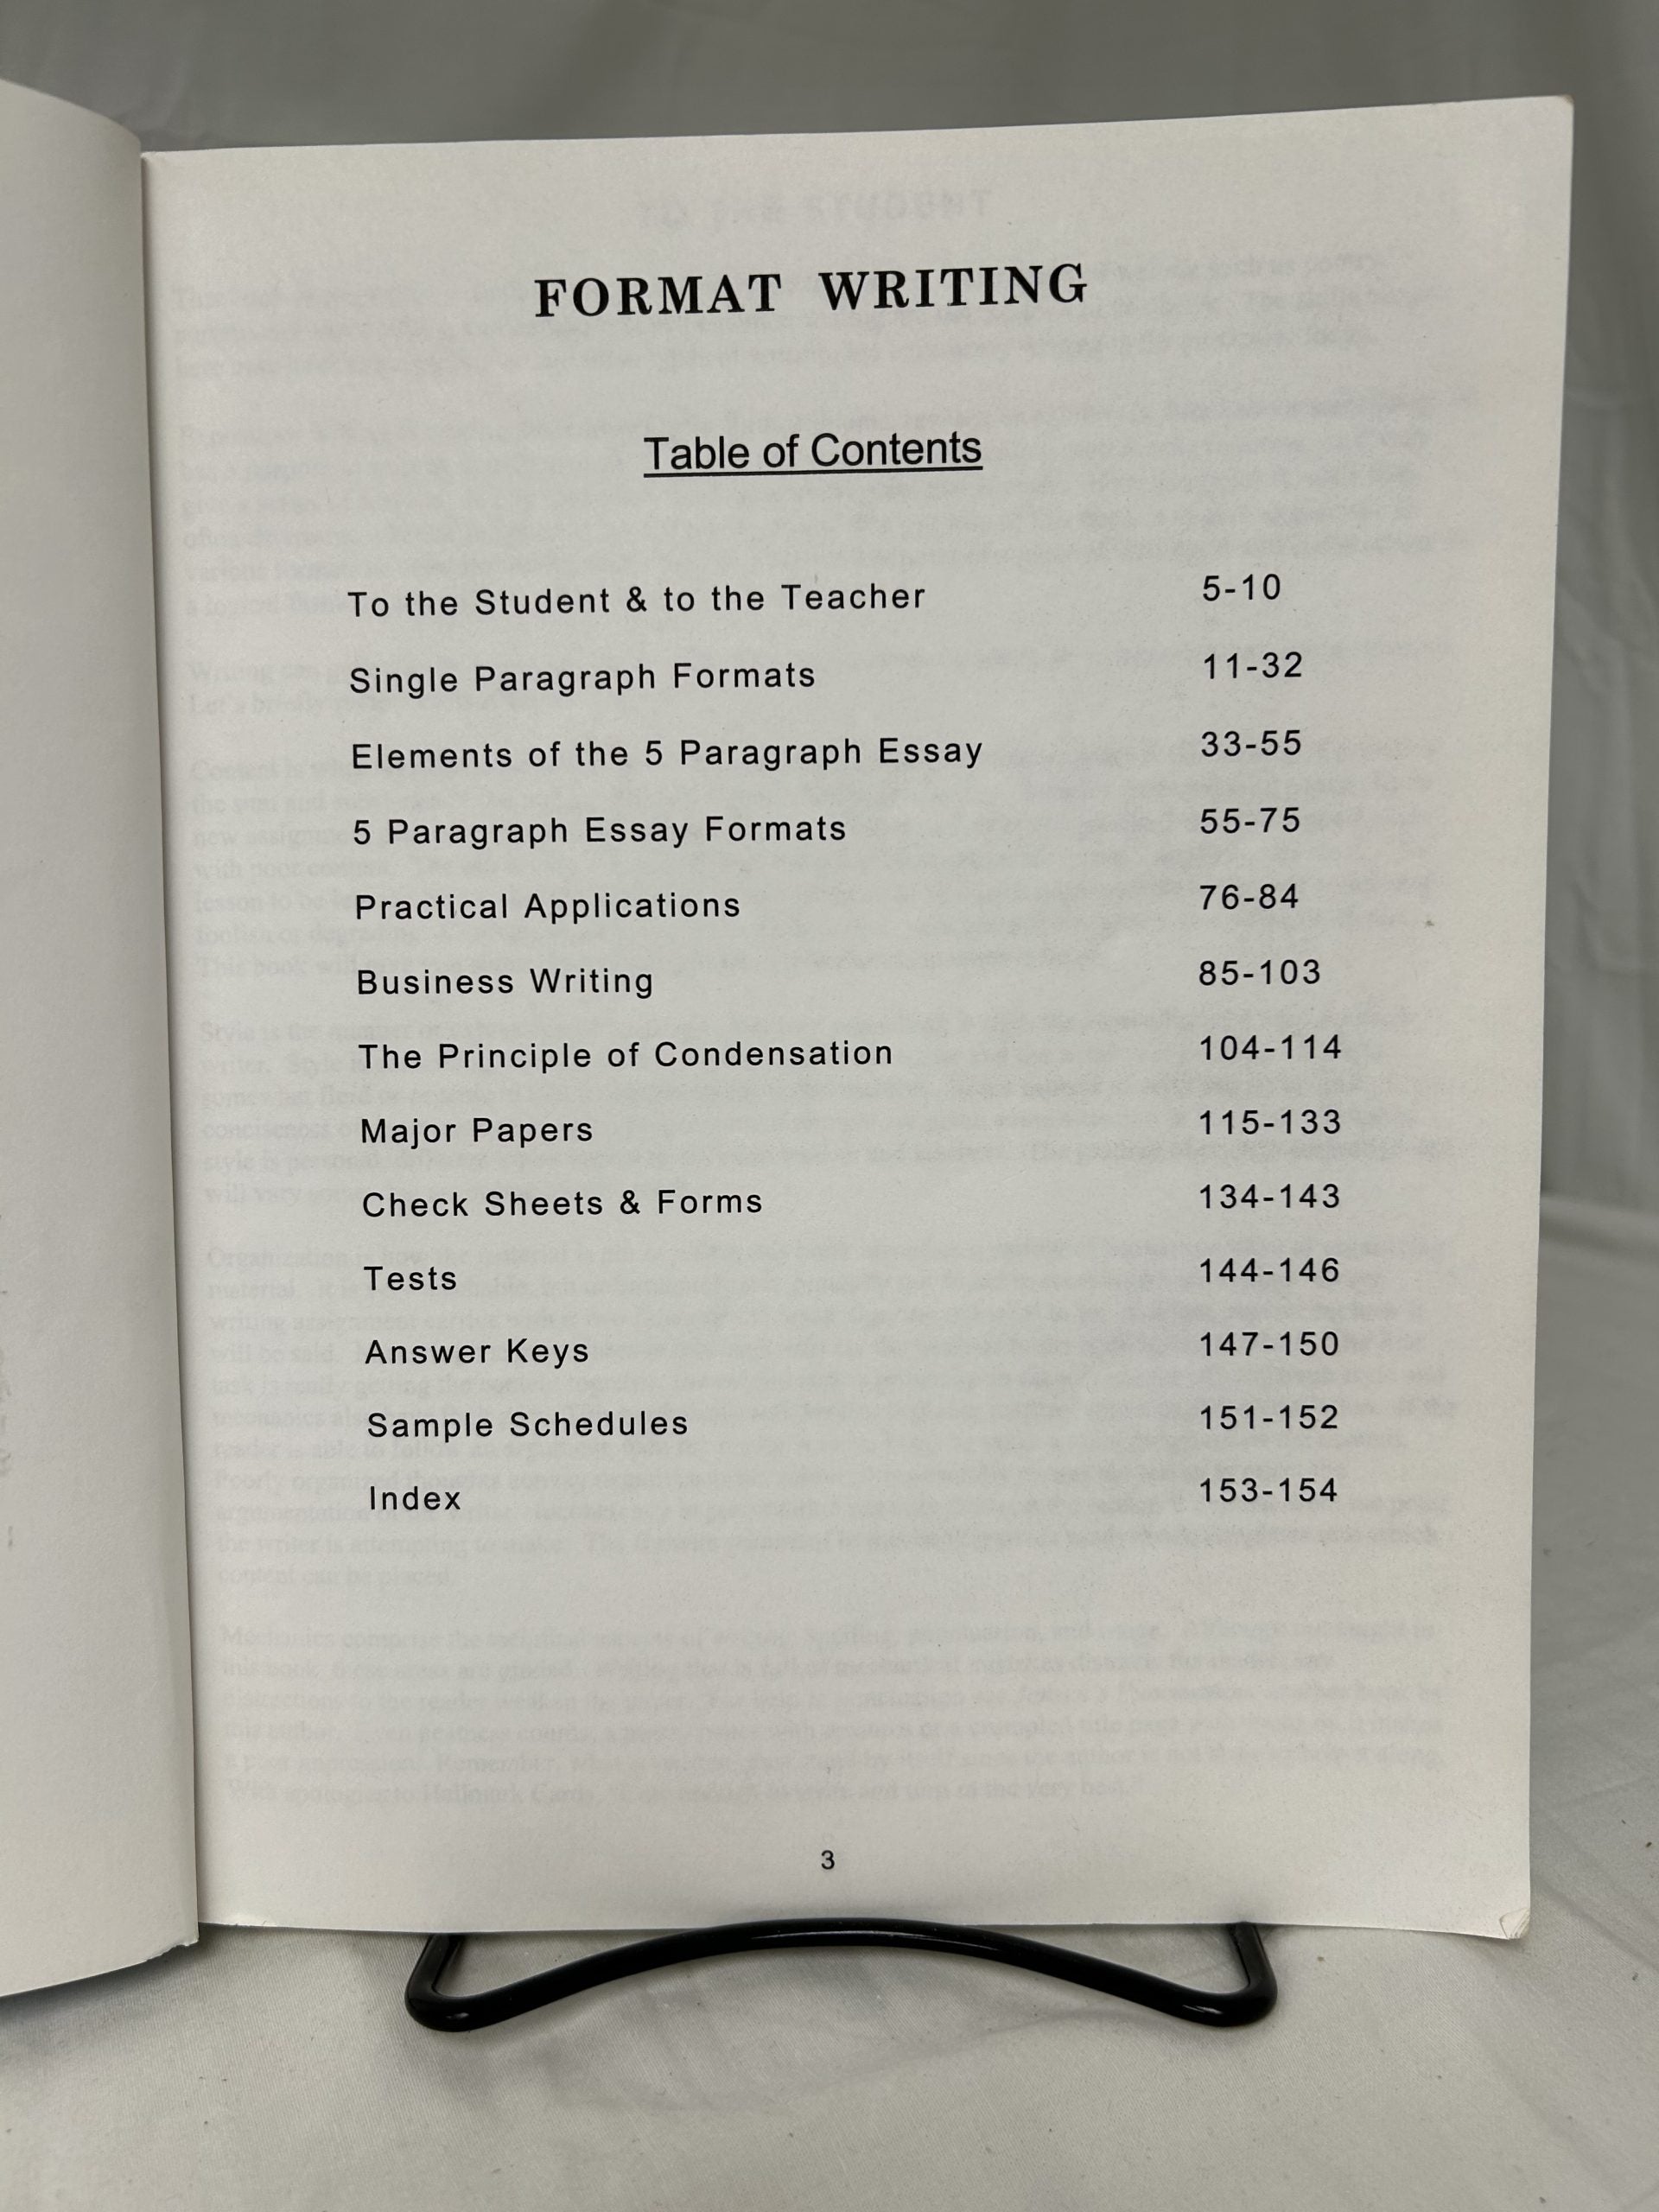 FORMAT WRITING
Table of Contents
To the Student & to the Teacher 5-10
Single Paragraph Formats 11-32
Elements of the 5 Paragraph Essay 33-55
5 Paragraph Essay Formats 55-75
Practical Applications 76-84
Business Writing 85-103
The Principle of Condensation 104-114
Major Papers 115-133
Check Sheets & Forms 134-143
Tests 144-146
Answer Keys 147-150
Sample Schedules 151-152
Index 153-154
3